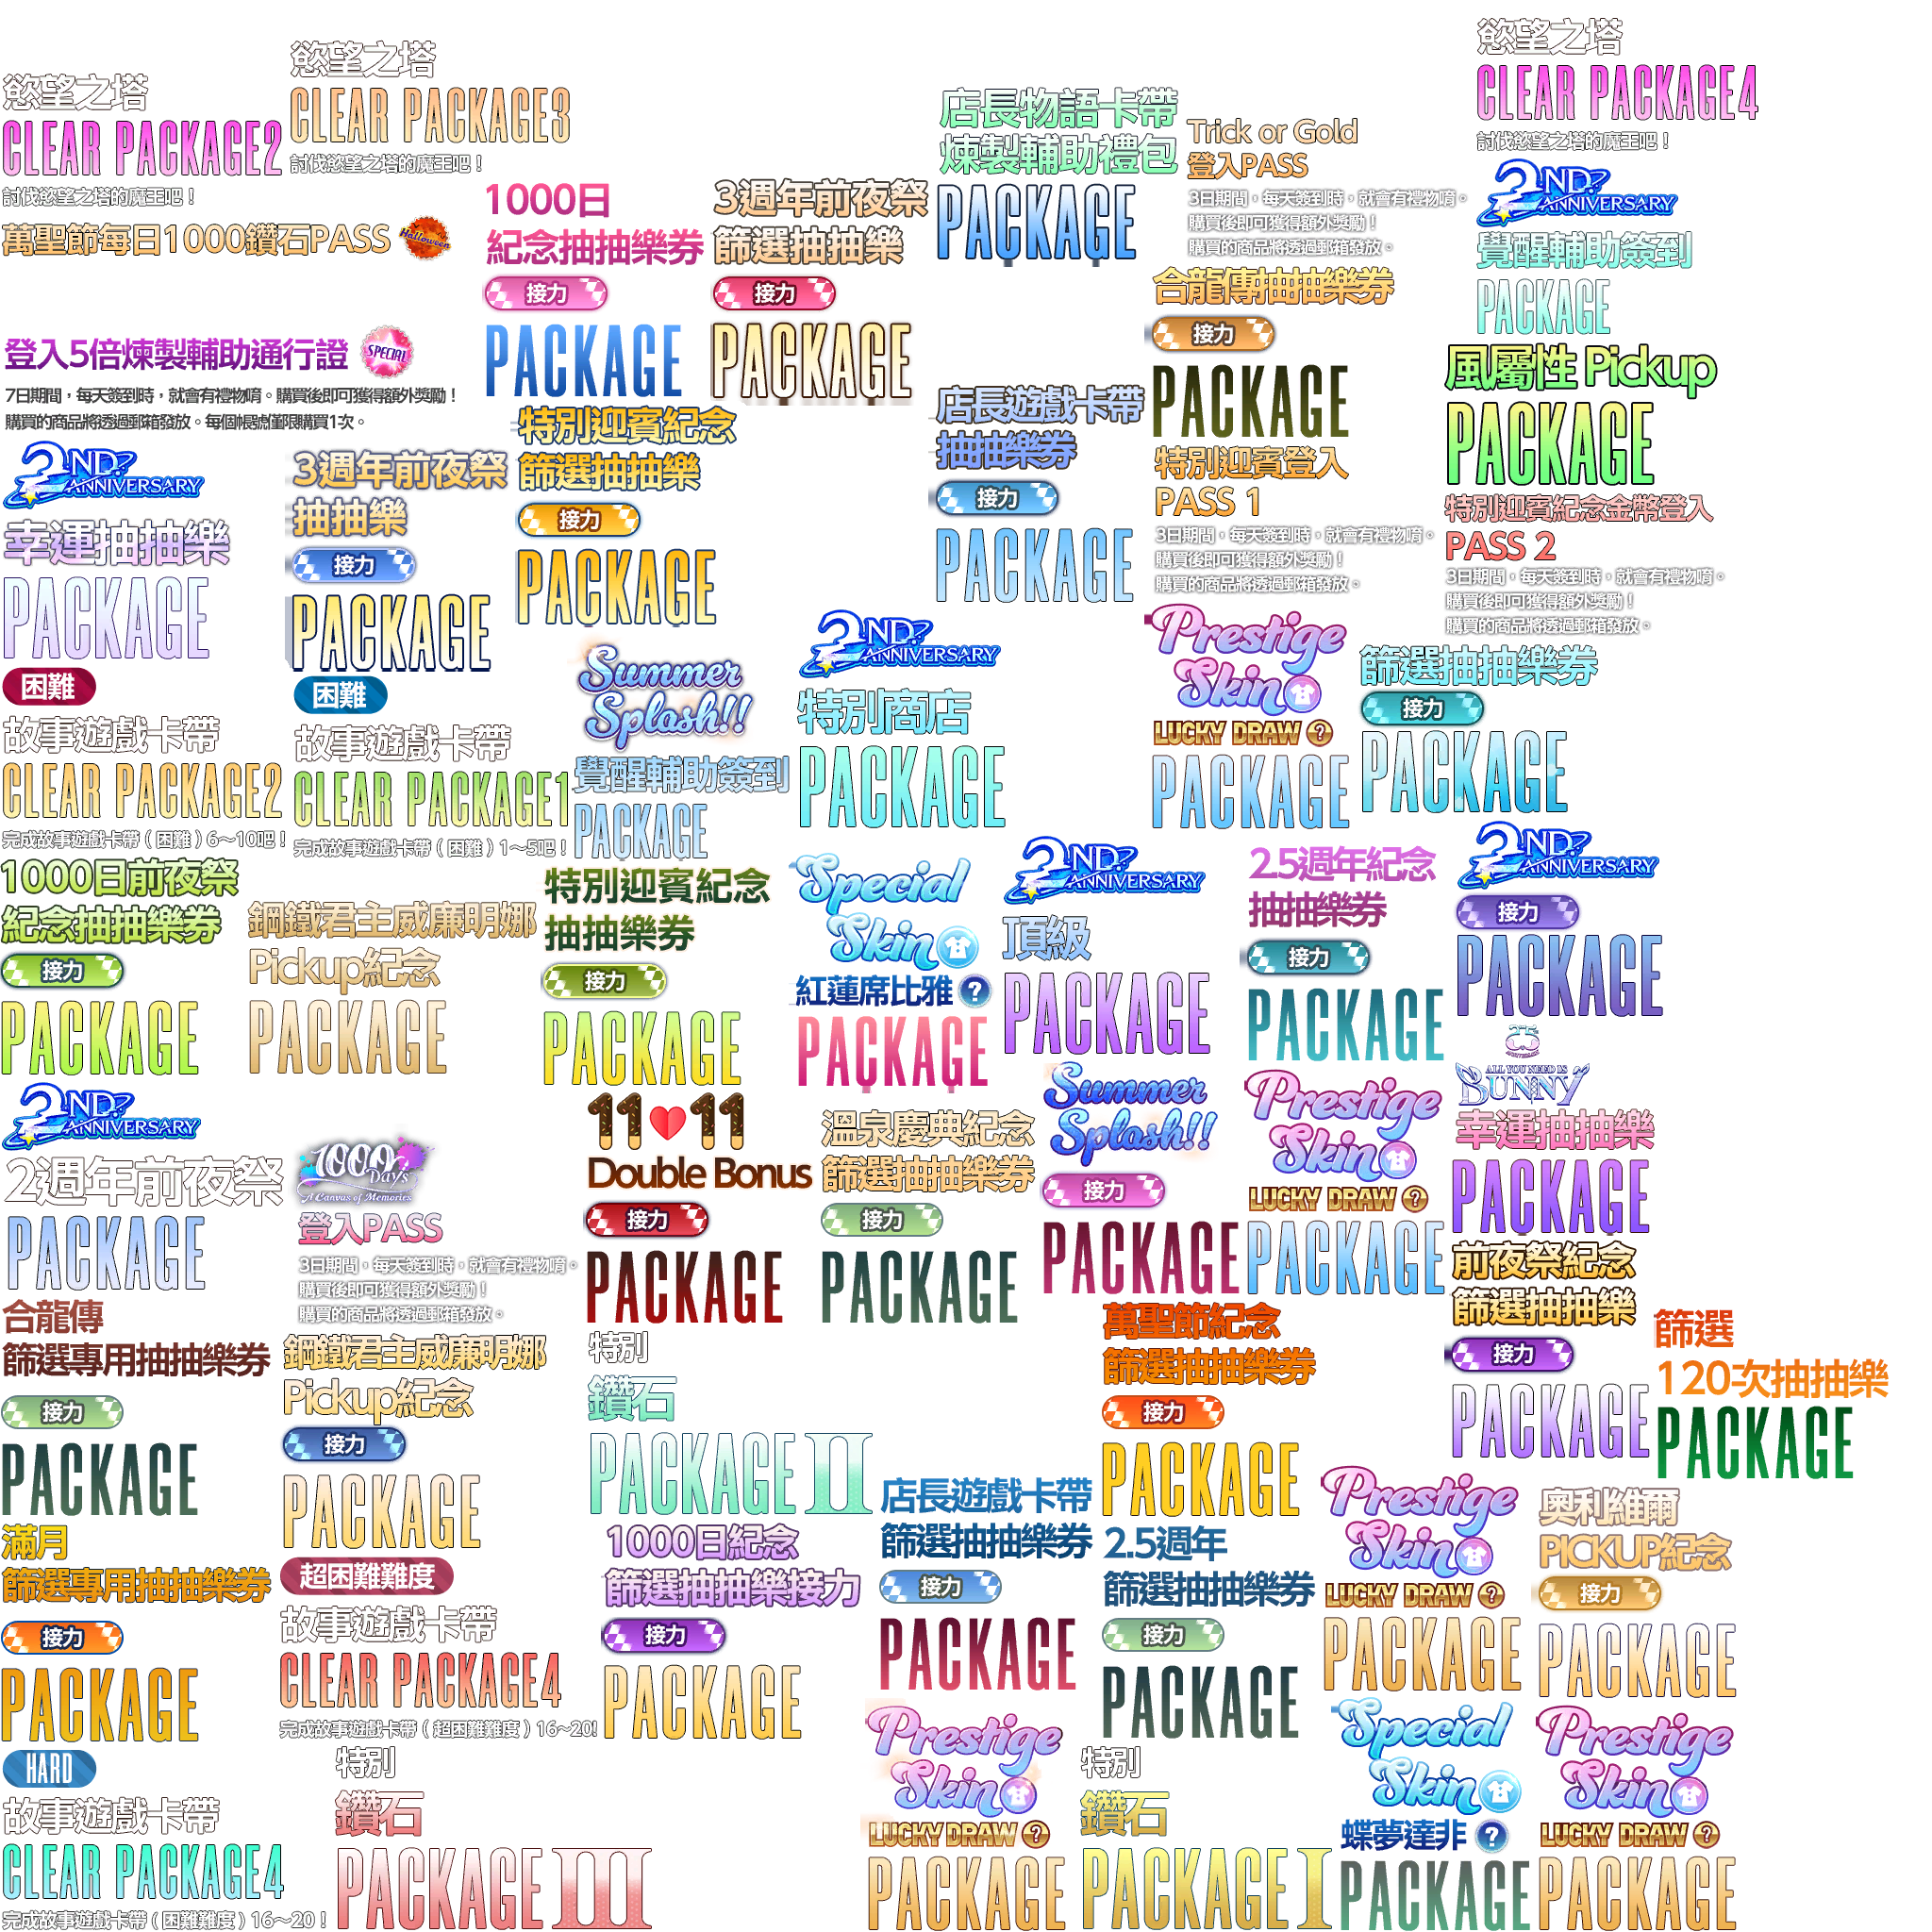 慾望之塔
CLEAR PACKAGE2
討伐慾望之塔的魔王吧！
慾望之塔
CLEAR PACKAGE3
討伐慾望之塔的魔王吧！
萬聖節每日1000鑽石PASS
Halloween
登入5倍煉製輔助通行證
SPECIAL
7日期間，每天簽到時，就會有禮物唷。購買後即可獲得額外獎勵！
購買的商品將透過郵箱發放。每個帳號僅限購買1次。
1000日
紀念抽抽樂券
接力
PACKAGE
3週年前夜祭
篩選抽抽樂
接力
PACKAGE
店長物語卡帶
煉製輔助禮包
PACKAGE
Trick or Gold
登入PASS
3日期間，每天簽到時，就會有禮物唷。
購買後即可獲得額外獎勵！
購買的商品將透過郵箱發放。
慾望之塔
CLEAR PACKAGE4
討伐慾望之塔的魔王吧！
2ND
ANNIVERSARY
覺醒輔助簽到
PACKAGE
合龍傳抽抽樂券
接力
PACKAGE
風屬性 Pickup
PACKAGE
店長遊戲卡帶
抽抽樂券
接力
PACKAGE
特別迎賓登入
PASS 1
3日期間，每天簽到時，就會有禮物唷。
購買後即可獲得額外獎勵！
購買的商品將透過郵箱發放。
特別迎賓紀念金幣登入
PASS 2
3日期間，每天簽到時，就會有禮物唷。
購買後即可獲得額外獎勵！
購買的商品將透過郵箱發放。
2ND
ANNIVERSARY
幸運抽抽樂
PACKAGE
3週年前夜祭
抽抽樂
接力
PACKAGE
特別迎賓紀念
篩選抽抽樂
接力
PACKAGE
困難
故事遊戲卡帶
CLEAR PACKAGE2
完成故事遊戲卡帶（困難）6～10吧！
困難
故事遊戲卡帶
CLEAR PACKAGE1
完成故事遊戲卡帶（困難）1～5吧！
Summer
Splash!!
覺醒輔助簽到
PACKAGE
2ND
ANNIVERSARY
特別商店
PACKAGE
Prestige
Skin
LUCKY DRAW ?
PACKAGE
篩選抽抽樂券
接力
PACKAGE
1000日前夜祭
紀念抽抽樂券
接力
PACKAGE
鋼鐵君主威廉明娜
Pickup紀念
PACKAGE
特別迎賓紀念
抽抽樂券
接力
PACKAGE
Special
Skin
紅蓮席比雅 ?
PACKAGE
2ND
ANNIVERSARY
頂級
PACKAGE
2.5週年紀念
抽抽樂券
接力
PACKAGE
2ND
ANNIVERSARY
接力
PACKAGE
2ND
ANNIVERSARY
2週年前夜祭
PACKAGE
1000
Days
A Canvas of Memories
登入PASS
3日期間，每天簽到時，就會有禮物唷。
購買後即可獲得額外獎勵！
購買的商品將透過郵箱發放。
11 11
Double Bonus
接力
PACKAGE
溫泉慶典紀念
篩選抽抽樂券
接力
PACKAGE
Summer
Splash!!
接力
PACKAGE
Prestige
Skin
LUCKY DRAW ?
PACKAGE
ALL YOU NEED IS
BUNNY
幸運抽抽樂
PACKAGE
合龍傳
篩選專用抽抽樂券
接力
PACKAGE
鋼鐵君主威廉明娜
Pickup紀念
接力
PACKAGE
特別
鑽石
PACKAGE II
萬聖節紀念
篩選抽抽樂券
接力
PACKAGE
前夜祭紀念
篩選抽抽樂
接力
PACKAGE
篩選
120次抽抽樂
PACKAGE
滿月
篩選專用抽抽樂券
接力
PACKAGE
超困難難度
故事遊戲卡帶
CLEAR PACKAGE4
完成故事遊戲卡帶（超困難難度）16～20!
1000日紀念
篩選抽抽樂接力
接力
PACKAGE
店長遊戲卡帶
篩選抽抽樂券
接力
PACKAGE
2.5週年
篩選抽抽樂券
接力
PACKAGE
Prestige
Skin
LUCKY DRAW ?
PACKAGE
奧利維爾
PICKUP紀念
接力
PACKAGE
HARD
故事遊戲卡帶
CLEAR PACKAGE4
完成故事遊戲卡帶（困難難度）16～20！
特別
鑽石
PACKAGE III
Prestige
Skin
LUCKY DRAW ?
PACKAGE
特別
鑽石
PACKAGE I
Special
Skin
蝶夢達非 ?
PACKAGE
Prestige
Skin
LUCKY DRAW ?
PACKAGE